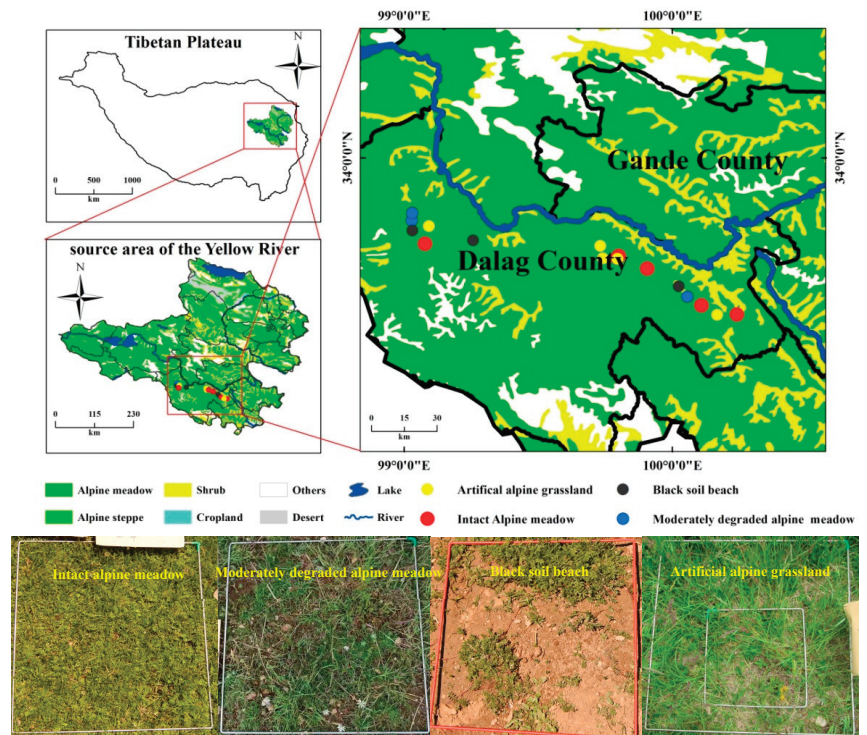 Tibetan Plateau
N
0 500 1000
km
source area of the Yellow River
N
0 115 230
km
99°0'0"E 100°0'0"E
34°0'0"N
34°0'0"N
Gande County
Dalag County
0 15 30
km
99°0'0"E 100°0'0"E
Alpine meadow Shrub Others Lake Artifical alpine grassland Black soil beach
Alpine steppe Cropland Desert River Intact Alpine meadow Moderately degraded alpine meadow
Intact alpine meadow Moderately degraded alpine meadow Black soil beach Artificial alpine grassland